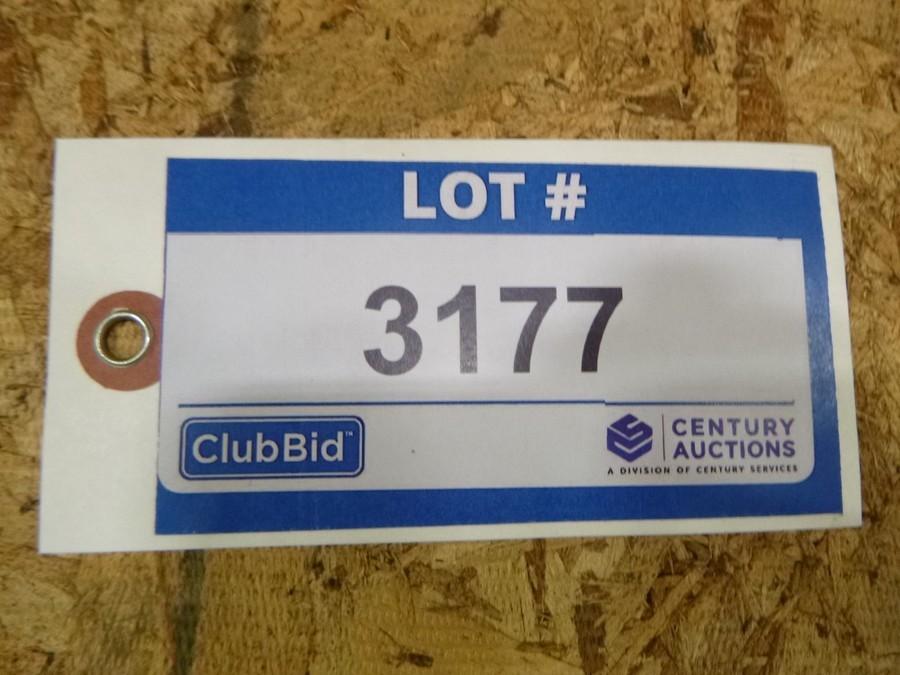 LOT #
3177
ClubBid™
CENTURY
AUCTIONS
A DIVISION OF CENTURY SERVICES